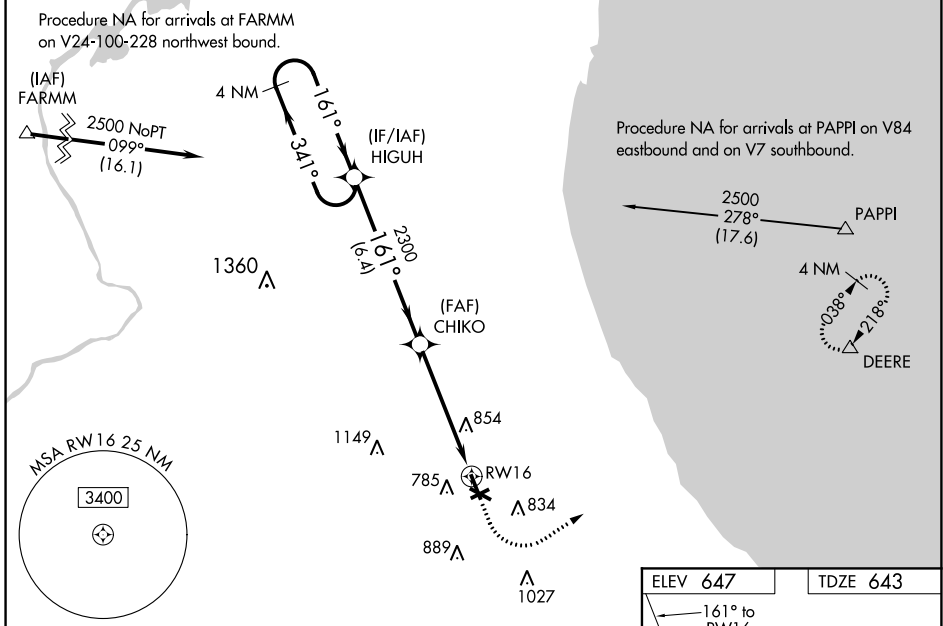 Procedure NA for arrivals at FARMM
on V24-100-228 northwest bound.
(IAF)
FARMM
2500 NoPT
099°
(16.1)
4 NM
161°
341°
(IF/IAF)
HIGUH
2300
161°
(6.4)
1360
(FAF)
CHIKO
Procedure NA for arrivals at PAPPI on V84
eastbound and on V7 southbound.
2500
278°
(17.6)
PAPPI
4 NM
038°
218°
DEERE
854
1149
785
RW16
834
889
1027
MSA RW16 25 NM
3400
ELEV 647
TDZE 643
161° to
RW16